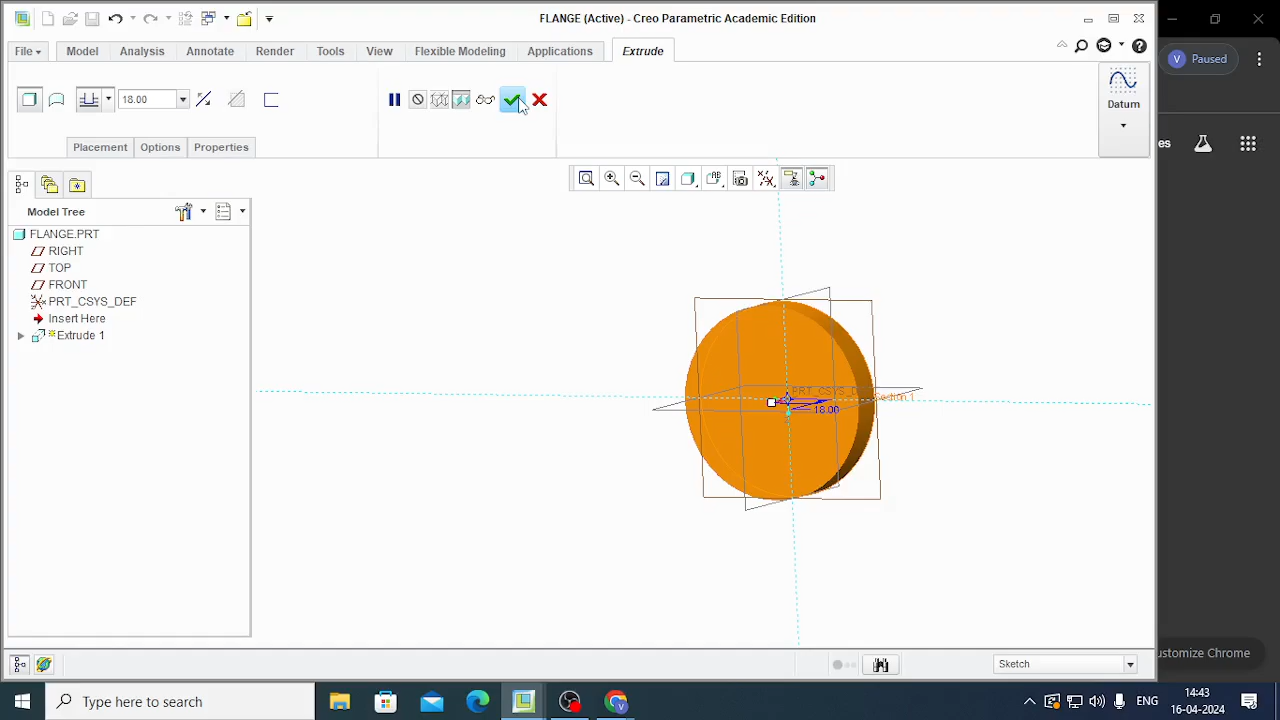 FLANGE (Active) - Creo Parametric Academic Edition
File Model Analysis Annotate Render Tools View Flexible Modeling Applications Extrude
V Paused
18.00
Datum
Placement Options Properties
es
Model Tree
FLANGE.PRT
RIGHT
TOP
FRONT
PRT_CSYS_DEF
Insert Here
Extrude 1
18.00
Sketch
ustomize Chrome
Type here to search
V
ENG
14:43
16-04-2024